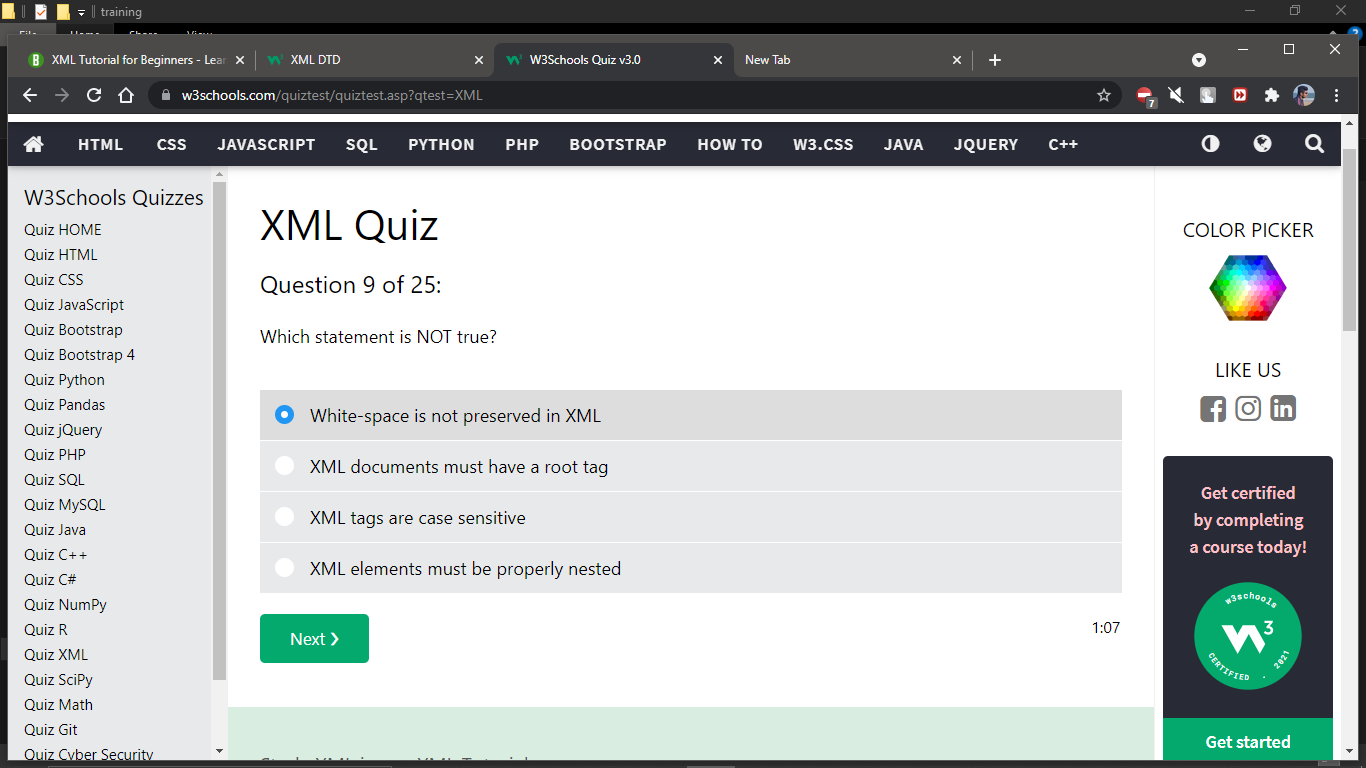 training
File Home Share View
XML Tutorial for Beginners - Lear
XML DTD
W3Schools Quiz v3.0
New Tab
w3schools.com/quiztest/quiztest.asp?qtest=XML
7
HTML CSS JAVASCRIPT SQL PYTHON PHP BOOTSTRAP HOW TO W3.CSS JAVA JQUERY C++
W3Schools Quizzes
Quiz HOME
Quiz HTML
Quiz CSS
Quiz JavaScript
Quiz Bootstrap
Quiz Bootstrap 4
Quiz Python
Quiz Pandas
Quiz jQuery
Quiz PHP
Quiz SQL
Quiz MySQL
Quiz Java
Quiz C++
Quiz C#
Quiz NumPy
Quiz R
Quiz XML
Quiz SciPy
Quiz Math
Quiz Git
Quiz Cyber Security
XML Quiz
Question 9 of 25:
Which statement is NOT true?
White-space is not preserved in XML
XML documents must have a root tag
XML tags are case sensitive
XML elements must be properly nested
Next ❯
1:07
COLOR PICKER
LIKE US
Get certified
by completing
a course today!
w3schools
W3
CERTIFIED . 2021
Get started